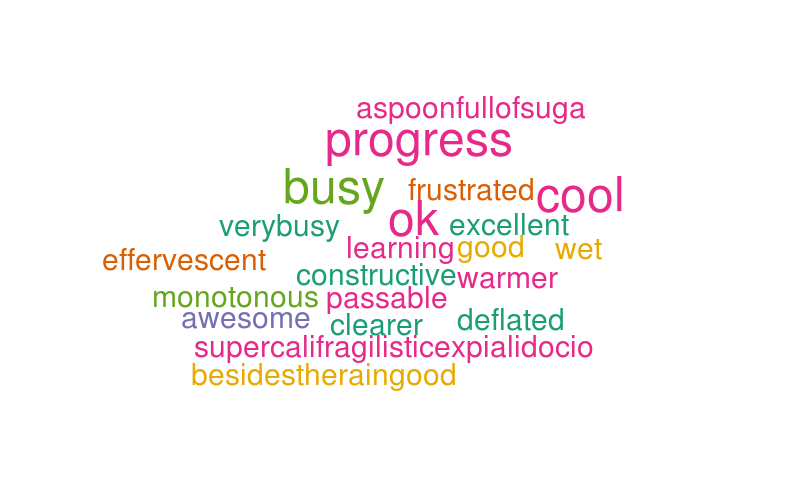 aspoonfullofsuga
progress
busy frustrated cool
ok excellent
verybusy
learning good wet
effervescent
constructive warmer
monotonous passable
awesome clearer deflated
supercalifragilisticexpialidocio
besidestheraingood